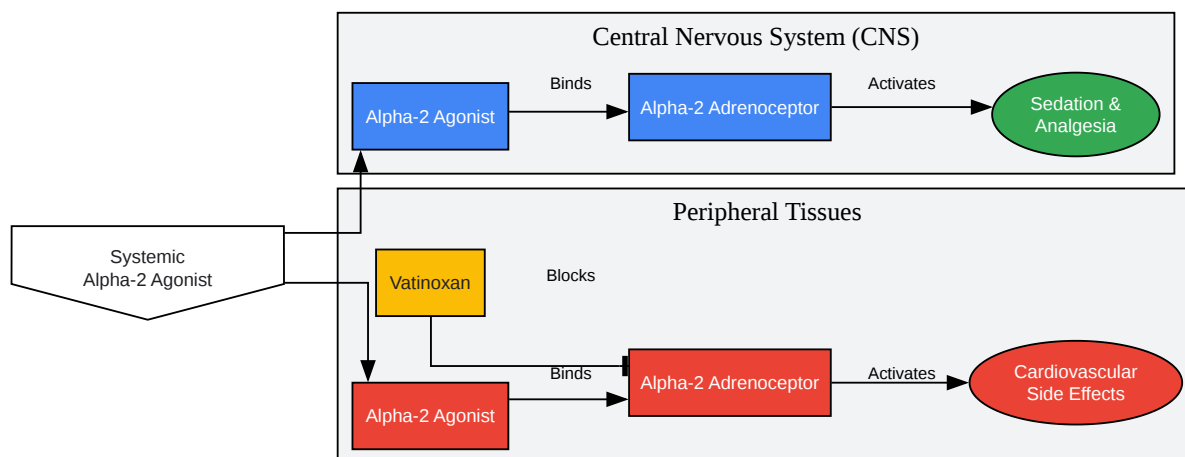 Central Nervous System (CNS)
Binds
Activates
Alpha-2 Agonist
Alpha-2 Adrenoceptor
Sedation &
Analgesia
Peripheral Tissues
Systemic
Alpha-2 Agonist
Vatinoxan
Blocks
Binds
Activates
Alpha-2 Agonist
Alpha-2 Adrenoceptor
Cardiovascular
Side Effects